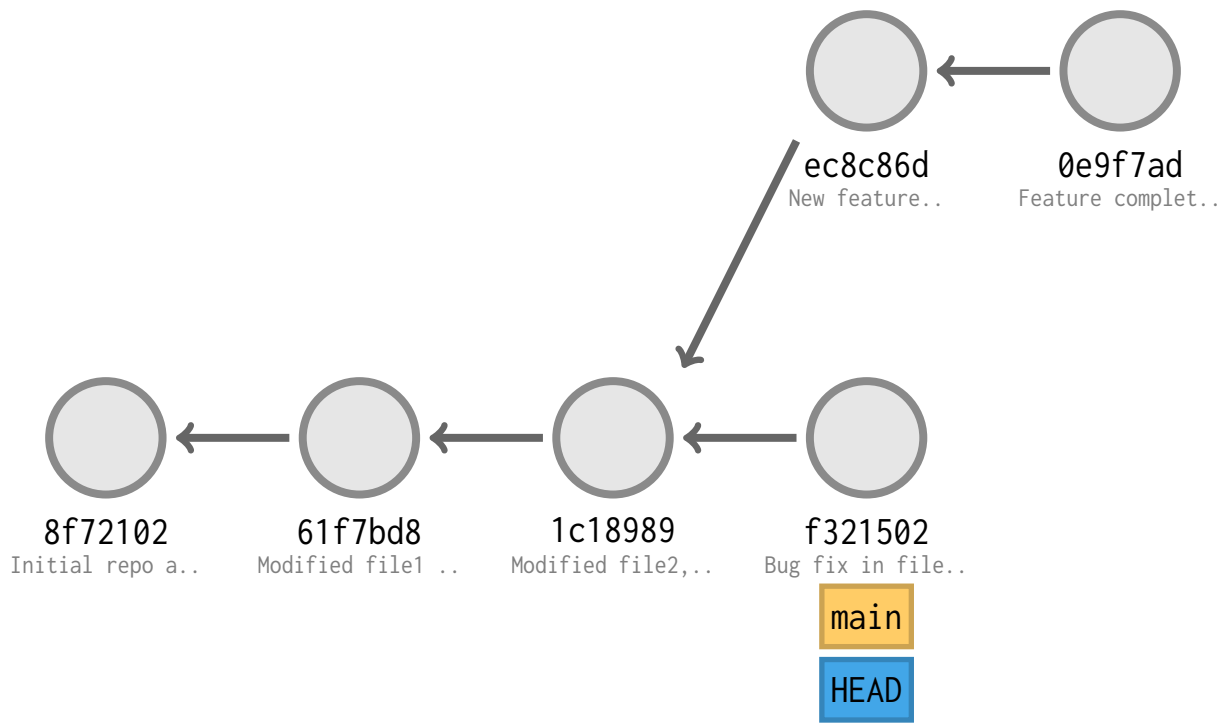 ec8c86d
New feature..
0e9f7ad
Feature complet..
8f72102
Initial repo a..
61f7bd8
Modified file1 ..
1c18989
Modified file2,..
f321502
Bug fix in file..
main
HEAD